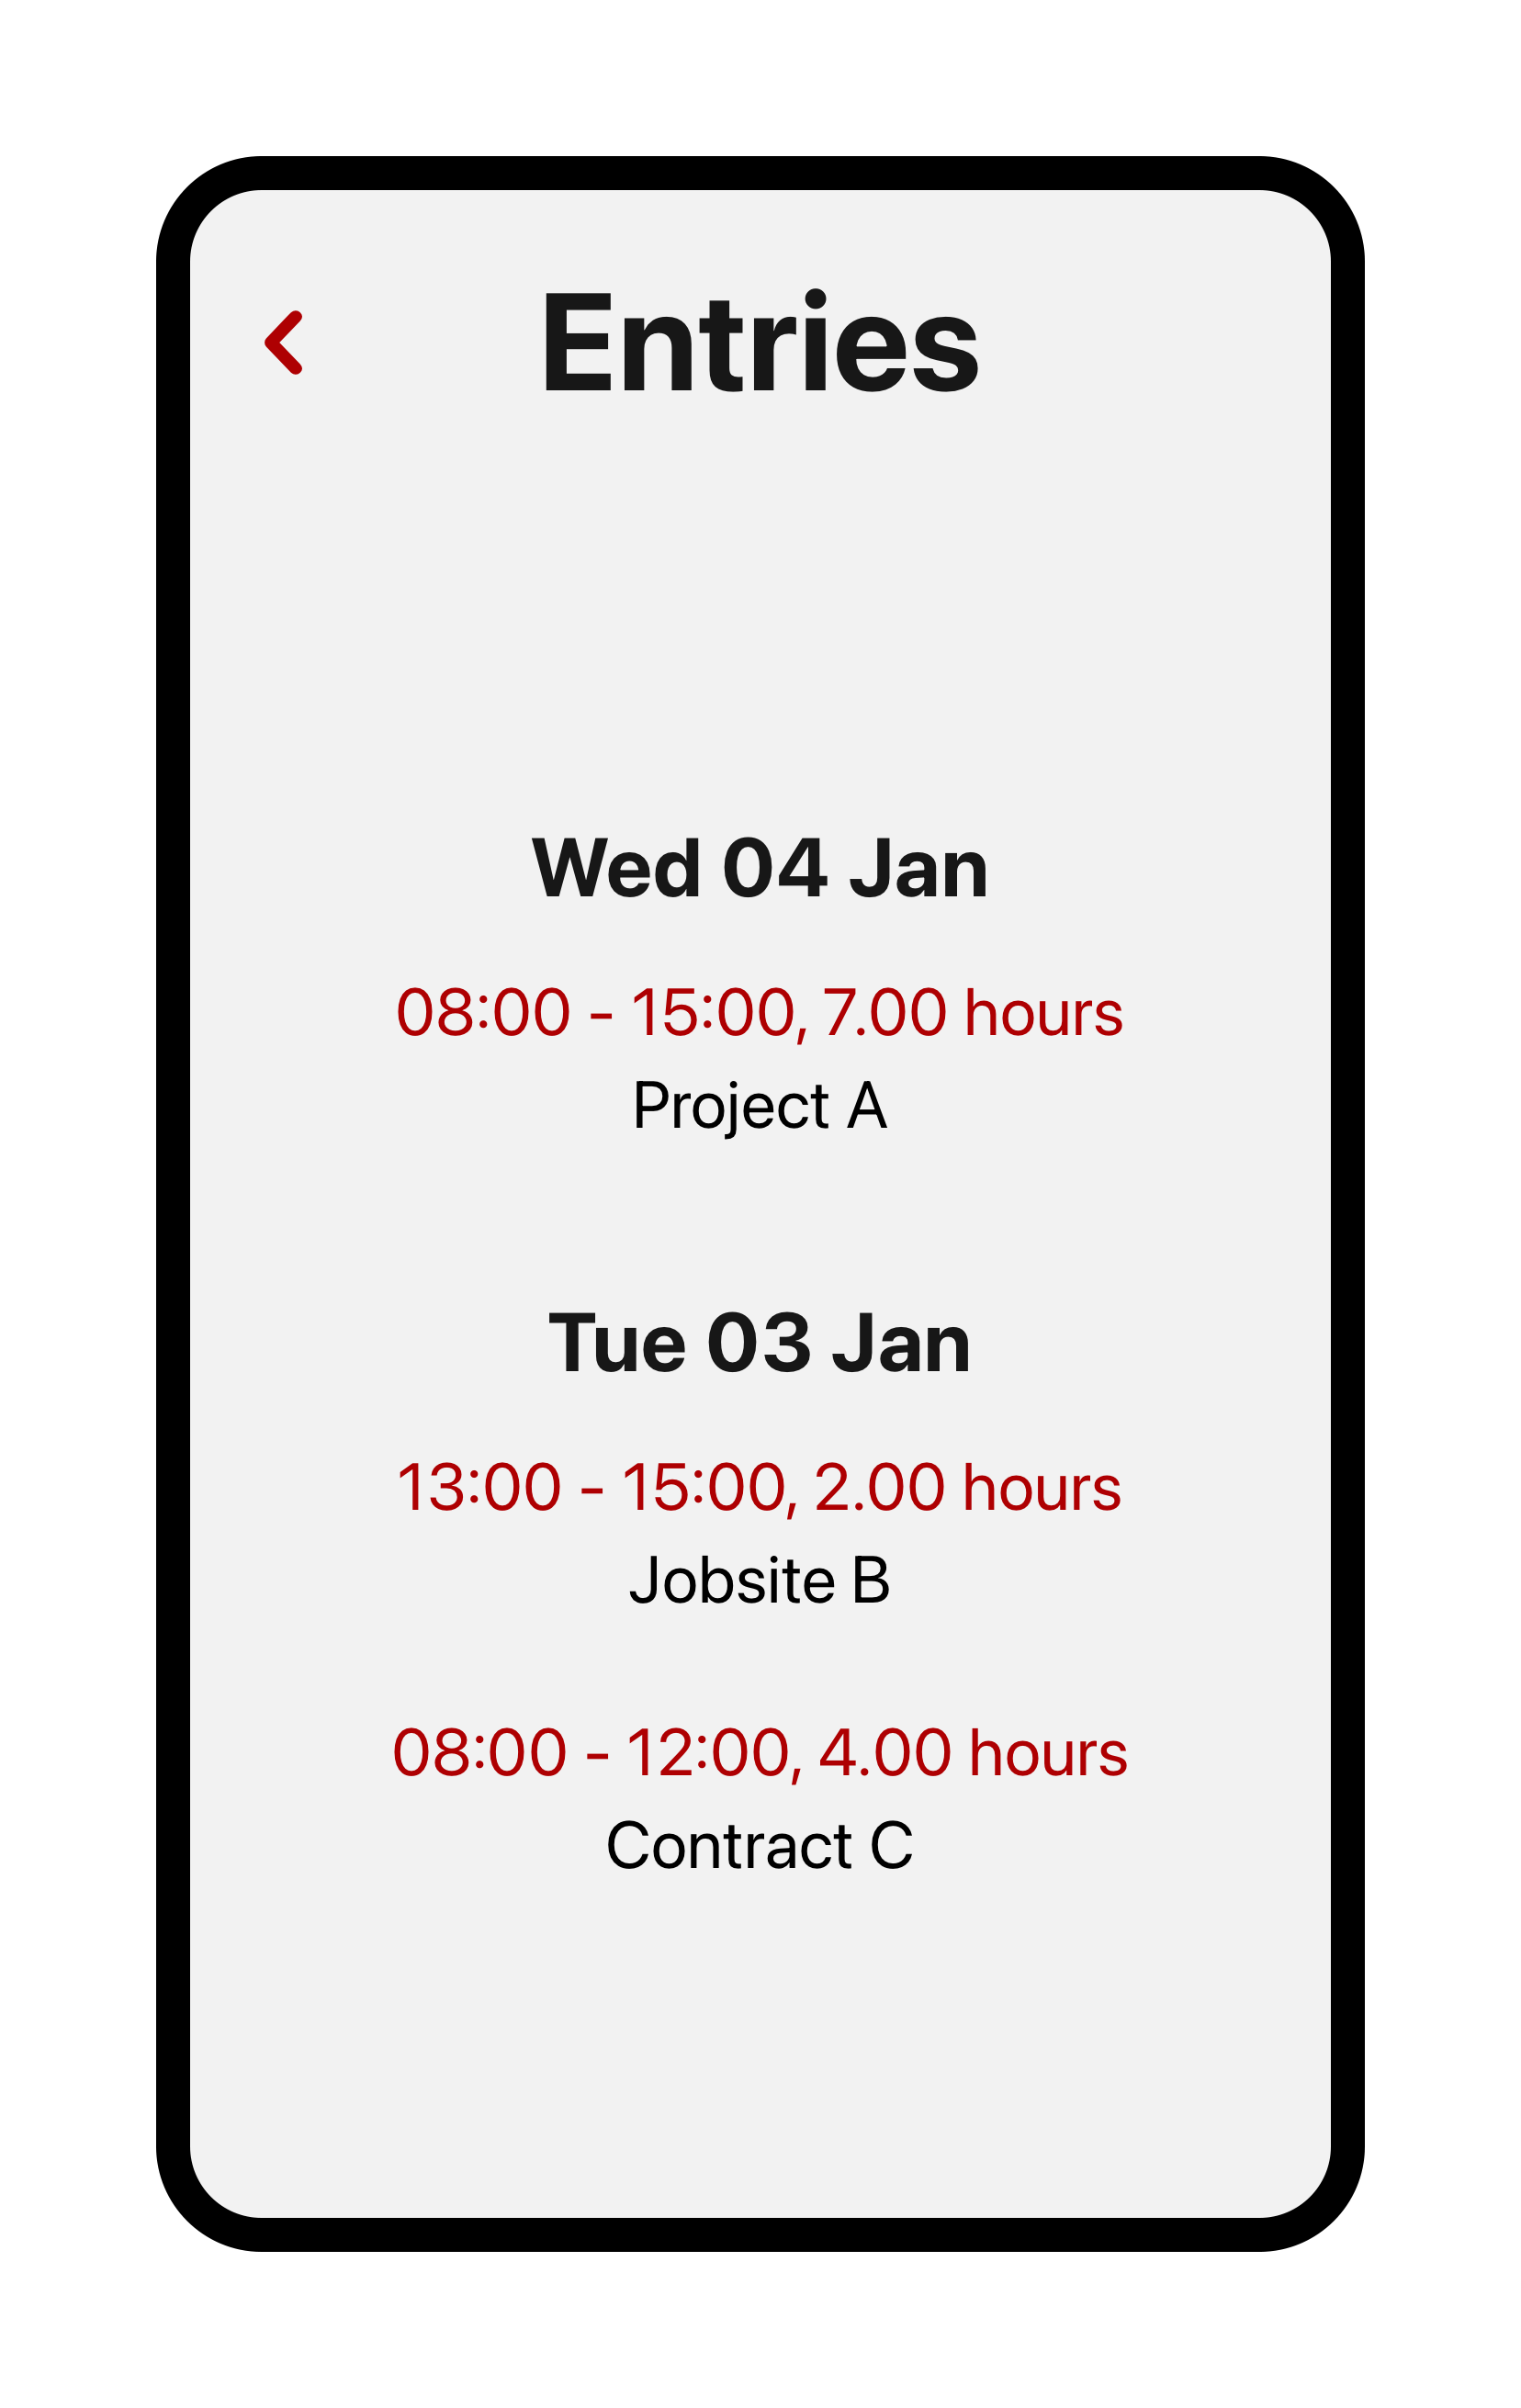 Entries
Wed 04 Jan
08:00 - 15:00, 7.00 hours
Project A
Tue 03 Jan
13:00 - 15:00, 2.00 hours
Jobsite B
08:00 - 12:00, 4.00 hours
Contract C